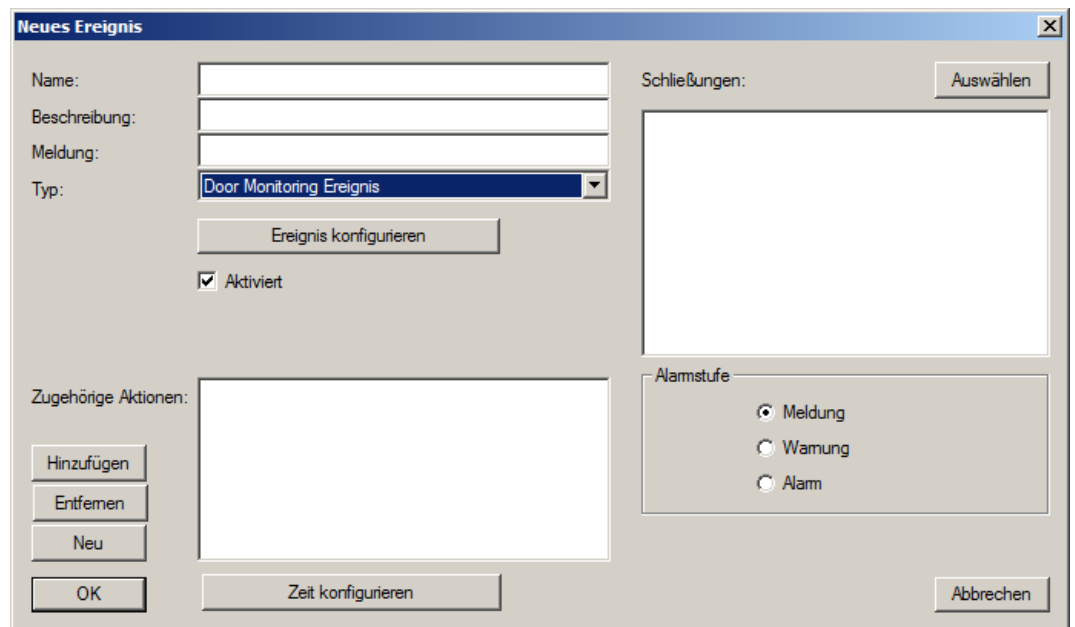 Neues Ereignis
Name:
Schließungen:
Auswählen
Beschreibung:
Meldung:
Typ:
Door Monitoring Ereignis
Ereignis konfigurieren
Aktiviert
Zugehörige Aktionen:
Alarmstufe
Meldung
Warnung
Alarm
Hinzufügen
Entfernen
Neu
OK
Zeit konfigurieren
Abbrechen